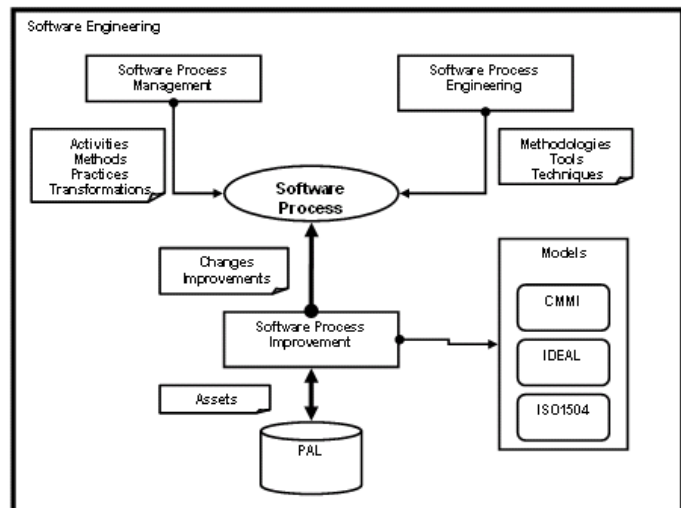 Software Engineering
Software Process
Management
Software Process
Engineering
Activities
Methods
Practices
Transformations
Methodologies
Tools
Techniques
Software
Process
Changes
Improvements
Models
CMMI
IDEAL
ISO1504
Software Process
Improvement
Assets
PAL